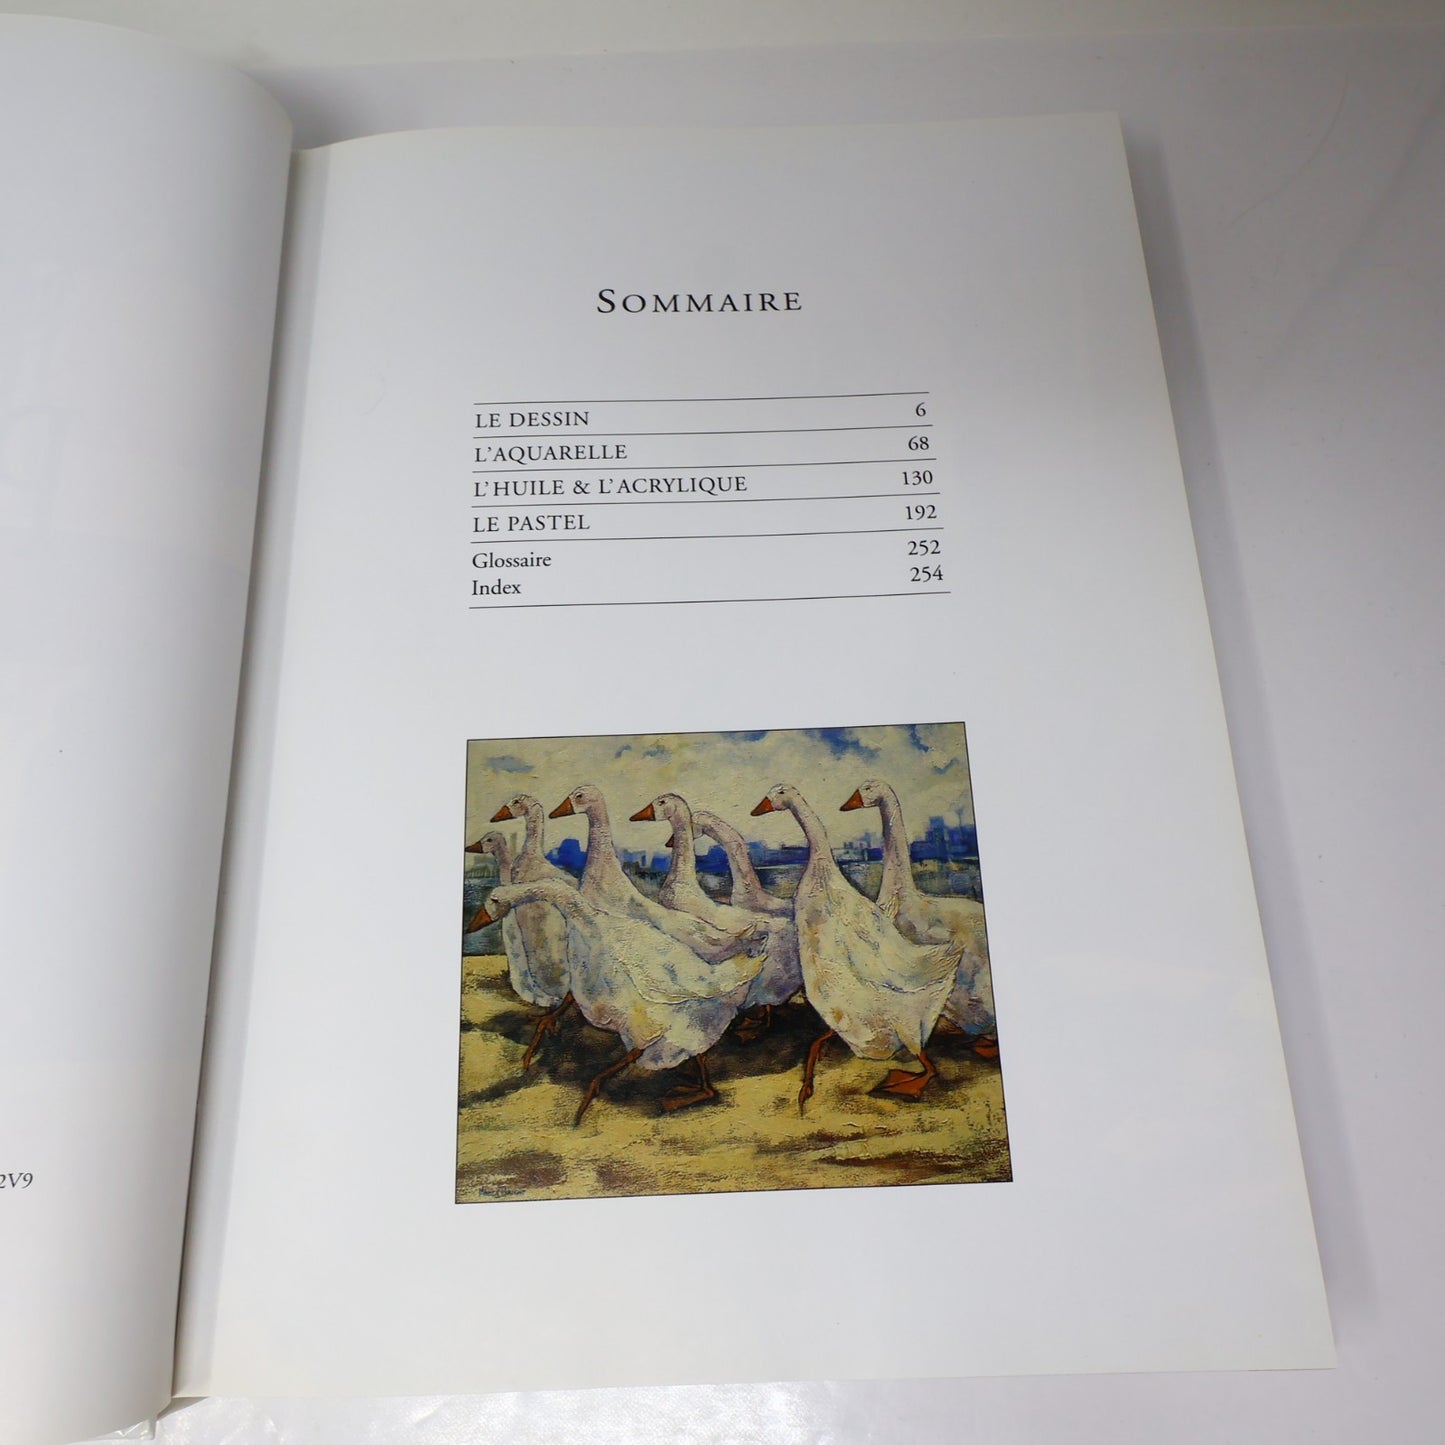 SOMMAIRE
LE DESSIN 6
L'AQUARELLE 68
L'HUILE & L'ACRYLIQUE 130
LE PASTEL 192
Glossaire 252
Index 254
2V9